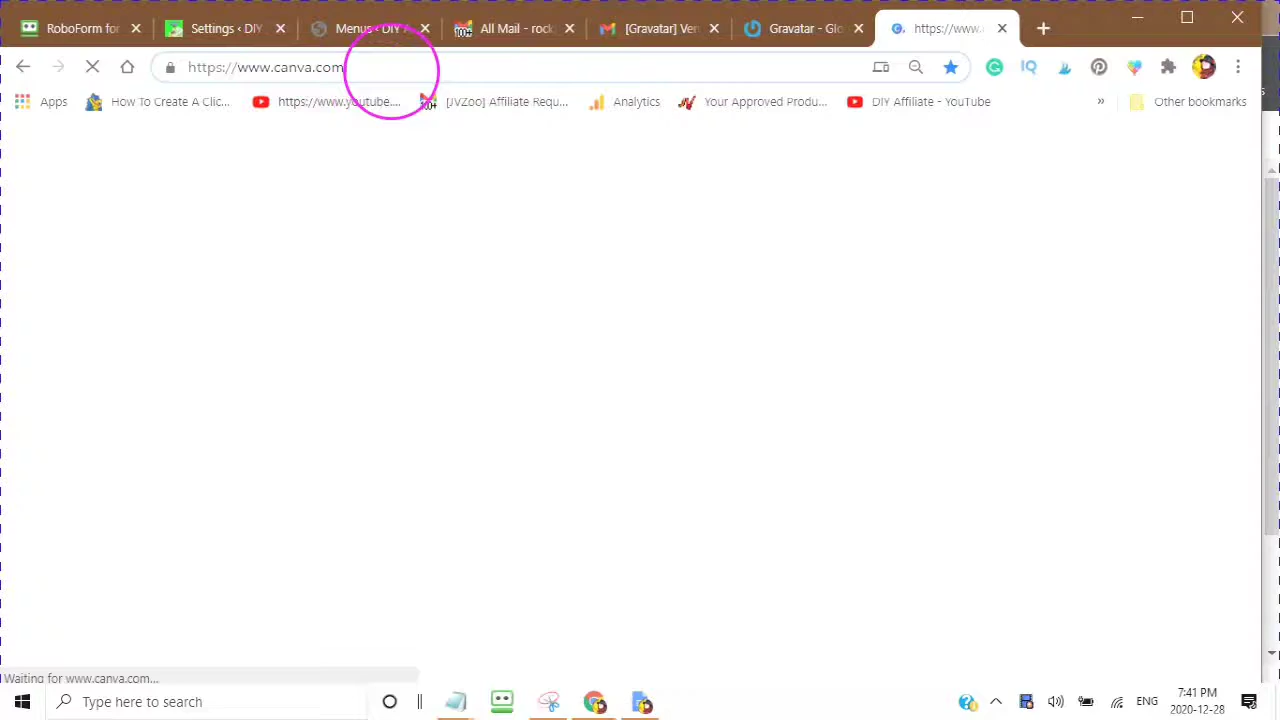 RoboForm for
Settings ‹ Div
Menus ‹ DIY A
All Mail - rock
[Gravatar] Veri
Gravatar - Glo
https://www.
https://www.canva.com
Apps
How To Create A Clic...
https://www.youtube....
[JVZoo] Affiliate Requ...
Analytics
Your Approved Produ...
DIY Affiliate - YouTube
»
Other bookmarks
Waiting for www.canva.com...
Type here to search
ENG
7:41 PM
2020-12-28